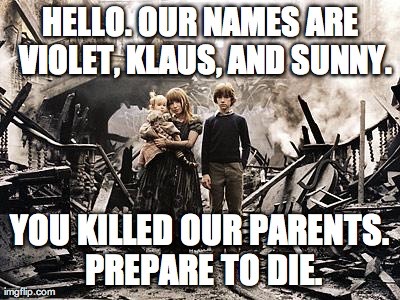 HELLO. OUR NAMES ARE
VIOLET, KLAUS, AND SUNNY.
YOU KILLED OUR PARENTS.
PREPARE TO DIE.
imgflip.com